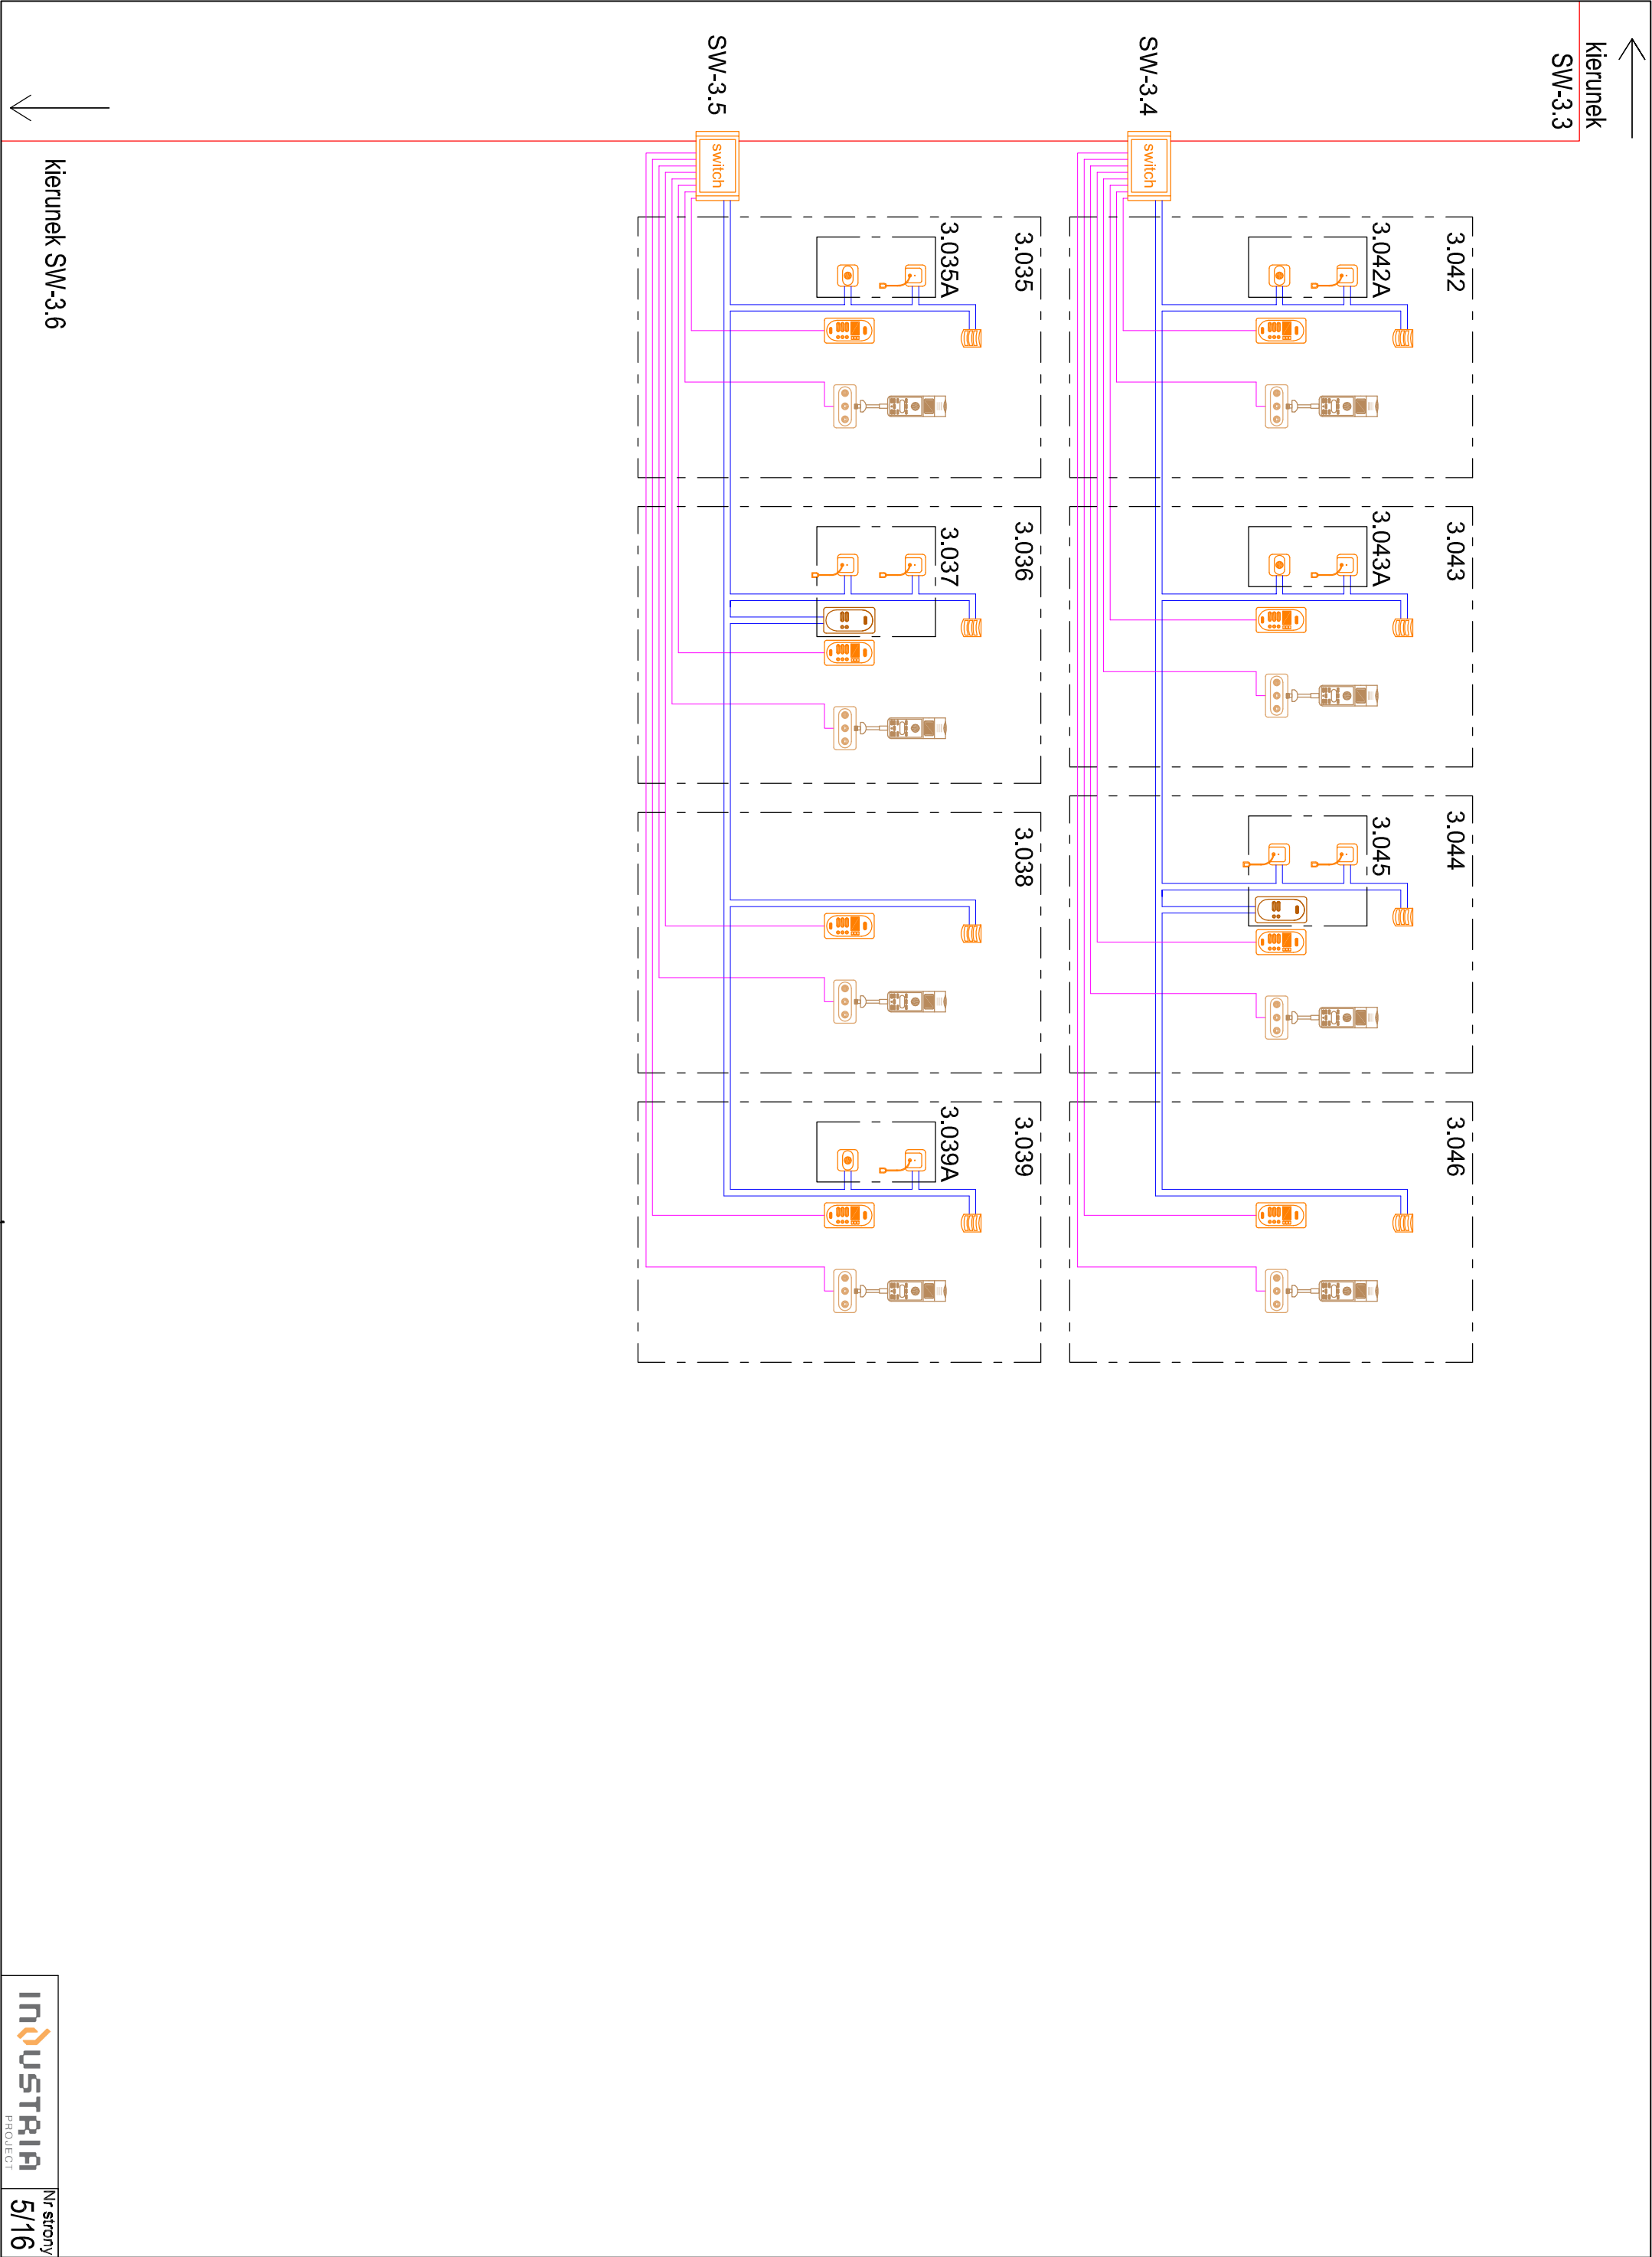 kierunek
SW-3.3
SW-3.4
switch
3.042
3.042A
3.043
3.043A
3.044
3.045
3.046
SW-3.5
switch
3.035
3.035A
3.036
3.037
3.038
3.039
3.039A
kierunek SW-3.6
INDUSTRIA
PROJECT
Nr strony
5/16